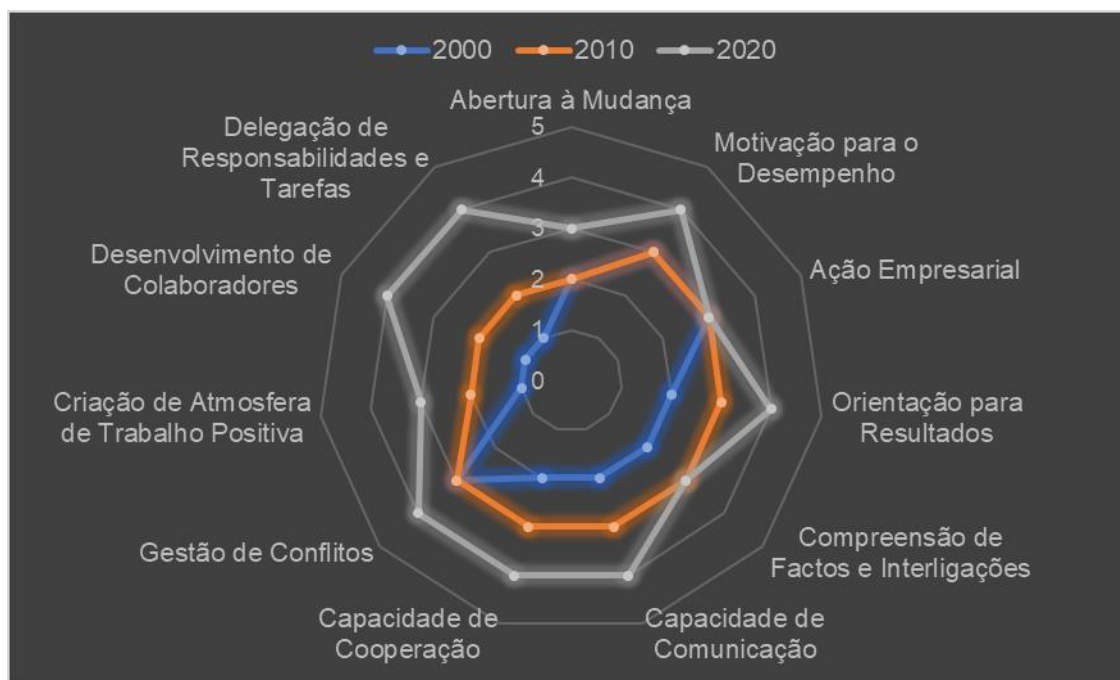 2000 2010 2020
Abertura à Mudança
Motivação para o
Desempenho
Ação Empresarial
Orientação para
Resultados
Compreensão de
Factos e Interligações
Capacidade de
Comunicação
Capacidade de
Cooperação
Gestão de Conflitos
Criação de Atmosfera
de Trabalho Positiva
Desenvolvimento de
Colaboradores
Delegação de
Responsabilidades e
Tarefas
5
4
3
2
1
0